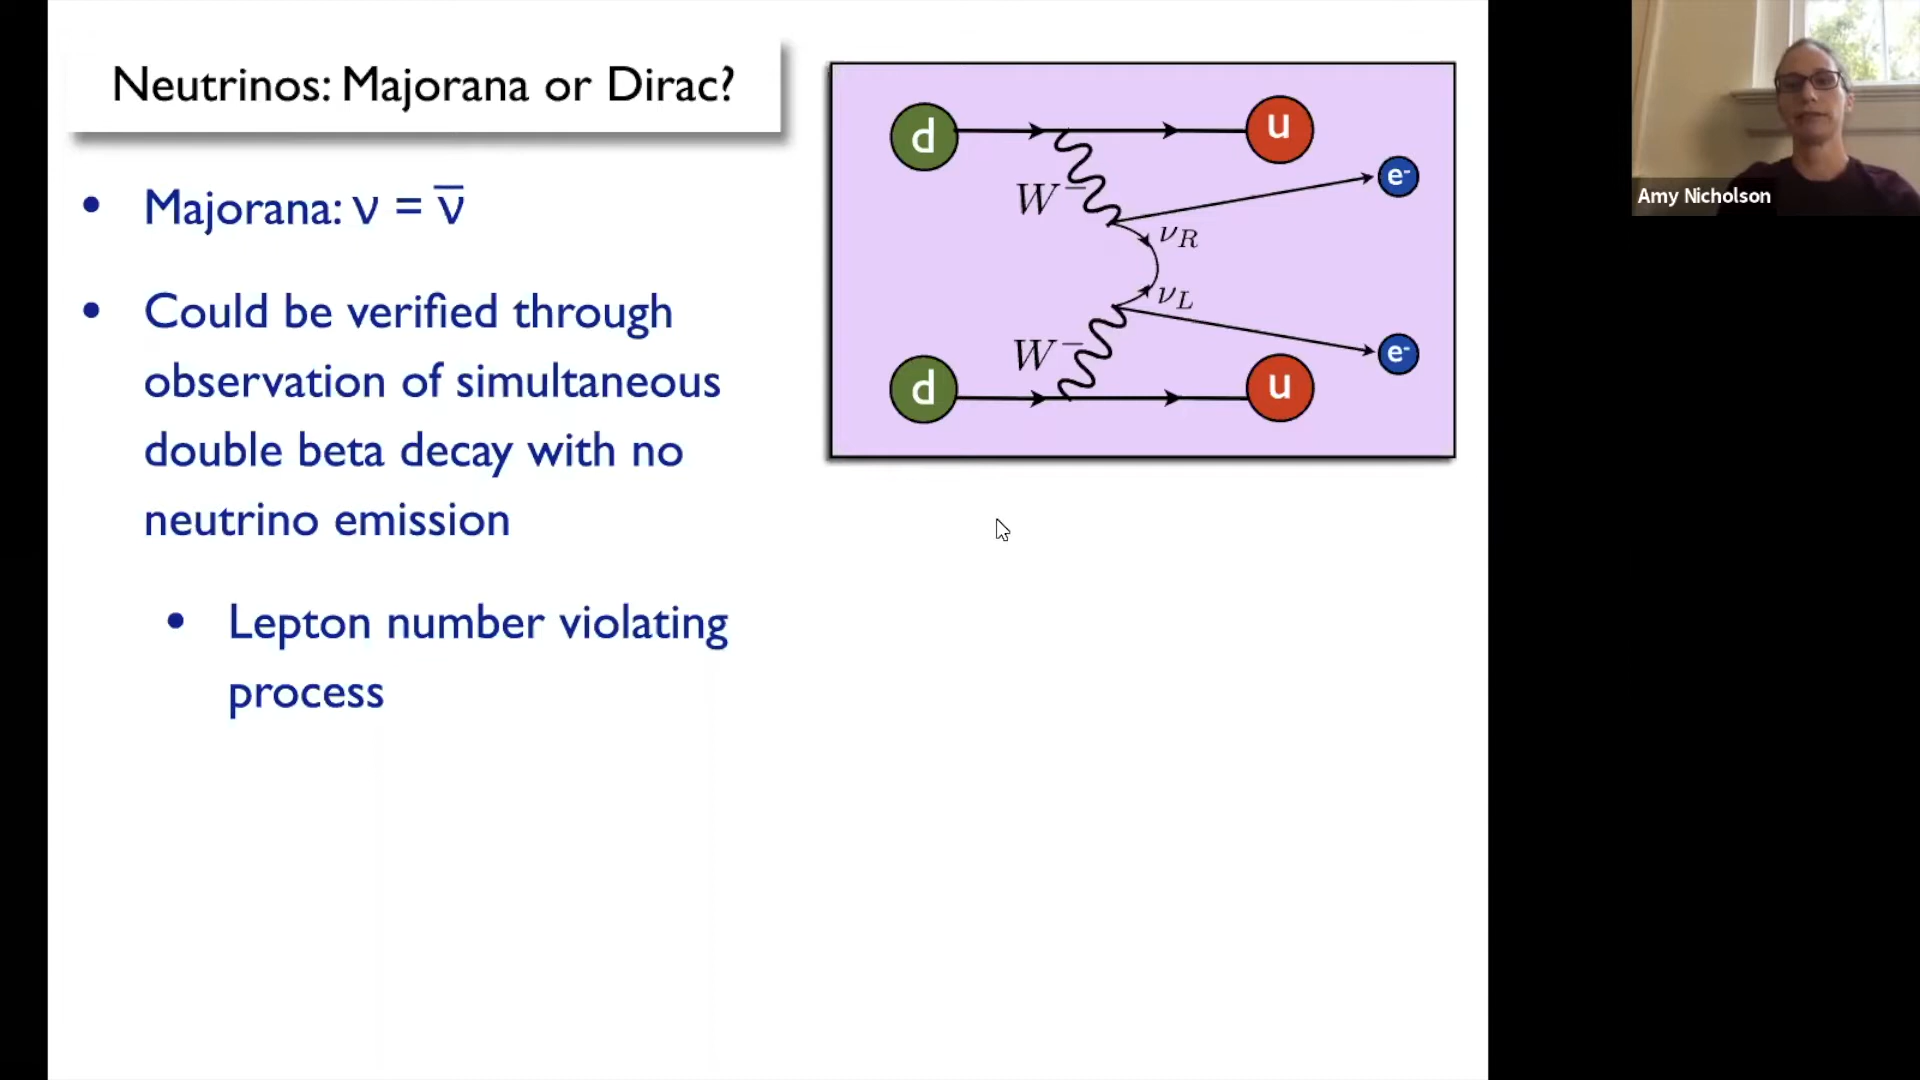 Neutrinos: Majorana or Dirac?
• Majorana: ν = ν̅
• Could be verified through
observation of simultaneous
double beta decay with no
neutrino emission
• Lepton number violating
process
d
u
W⁻
e⁻
ν_R
ν_L
W⁻
e⁻
d
u
Amy Nicholson